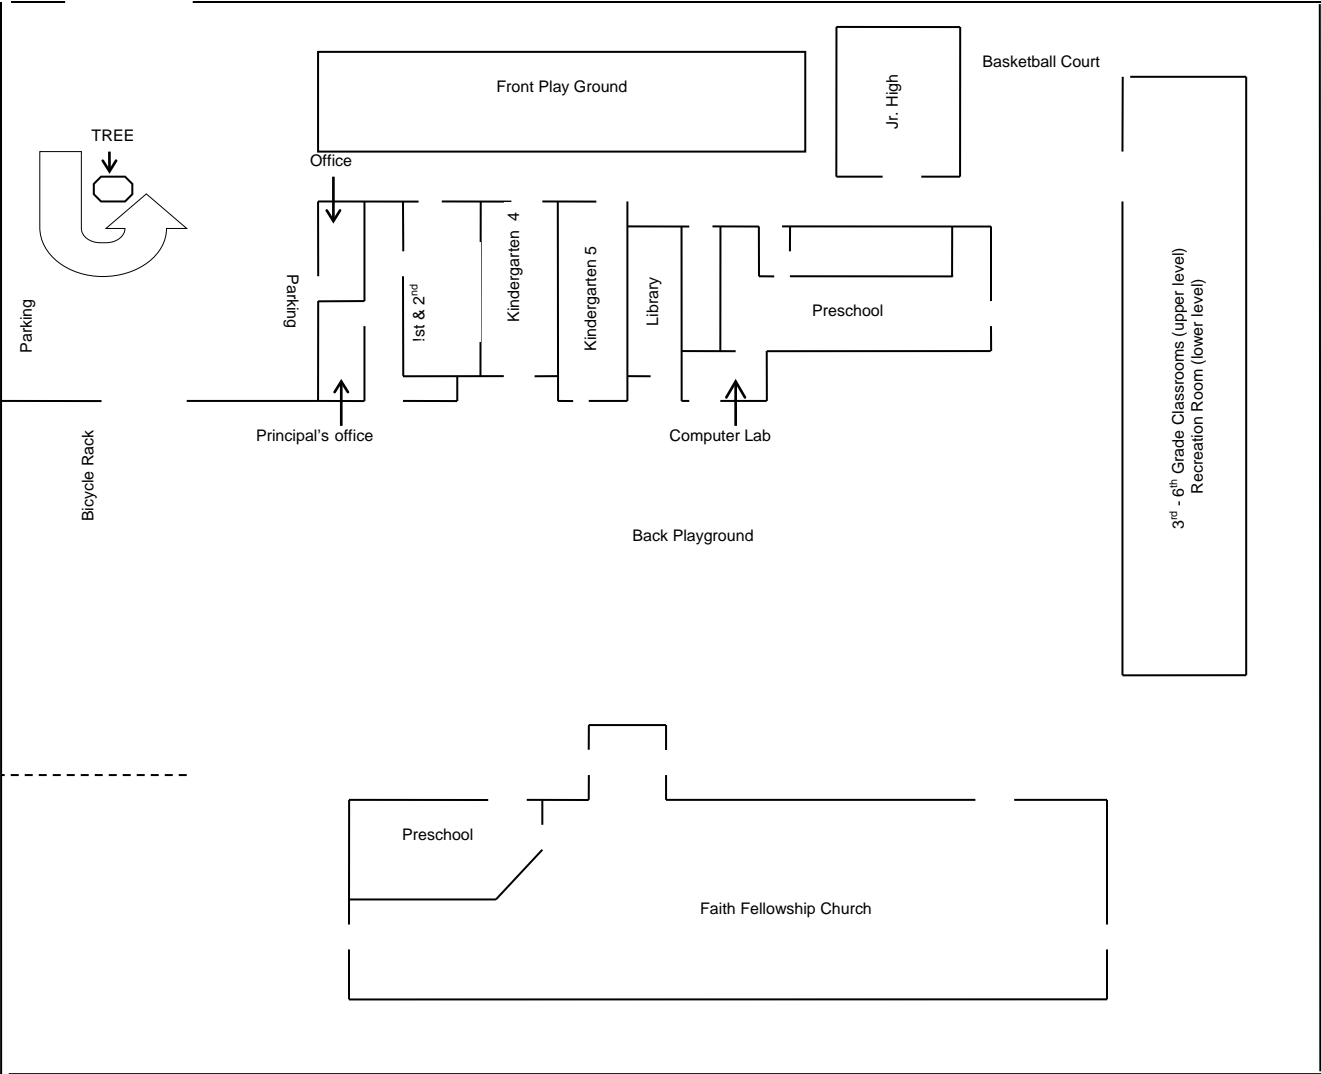 Basketball Court
Front Play Ground
Jr. High
TREE
Office
Kindergarten 4
Kindergarten 5
!st & 2nd
Library
Preschool
Parking
Parking
Principal's office
Computer Lab
Bicycle Rack
3rd - 6th Grade Classrooms (upper level)
Recreation Room (lower level)
Back Playground
Preschool
Faith Fellowship Church